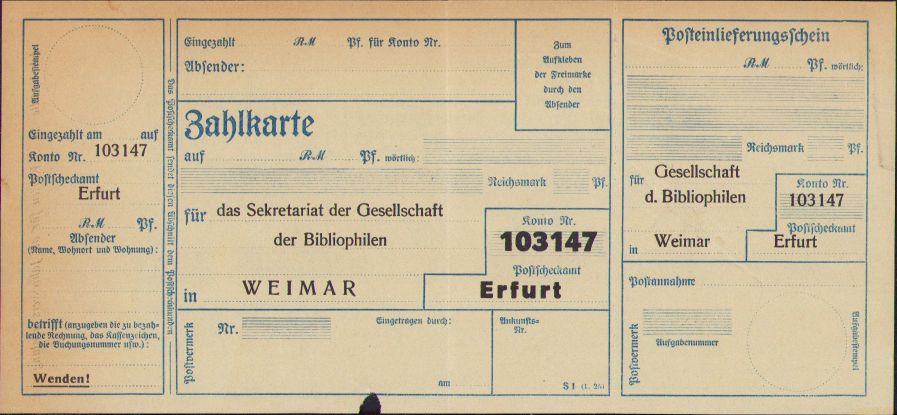 Aufgabestempel
Eingezahlt am auf
Konto Nr. 103147
Postscheckamt
Erfurt
RM Pf.
Absender
(Name, Wohnort und Wohnung):
betrifft (anzugeben die zu bezah-
lende Rechnung, das Kassenzeichen,
die Buchungsnummer usw.):
Wenden!
Das Postscheckamt sendet diesen Abschnitt dem
Eingezahlt RM Pf. für Konto Nr.
Absender:
Zum
Aufkleben
der Freimarke
durch den
Absender
Zahlkarte
auf RM Pf. wörtlich:
Reichsmark Pf.
für das Sekretariat der Gesellschaft
der Bibliophilen
in WEIMAR
Konto Nr.
103147
Postscheckamt
Erfurt
Postvermerk
Nr.
Eingetragen durch:
am
Ankunfts-
Nr.
S 1 (1. 25)
Posteinlieferungsschein
RM Pf. wörtlich:
Reichsmark Pf.
für Gesellschaft
d. Bibliophilen
in Weimar
Konto Nr.
103147
Postscheckamt
Erfurt
Postannahme
Postvermerk
Aufgabenummer
Aufgabestempel